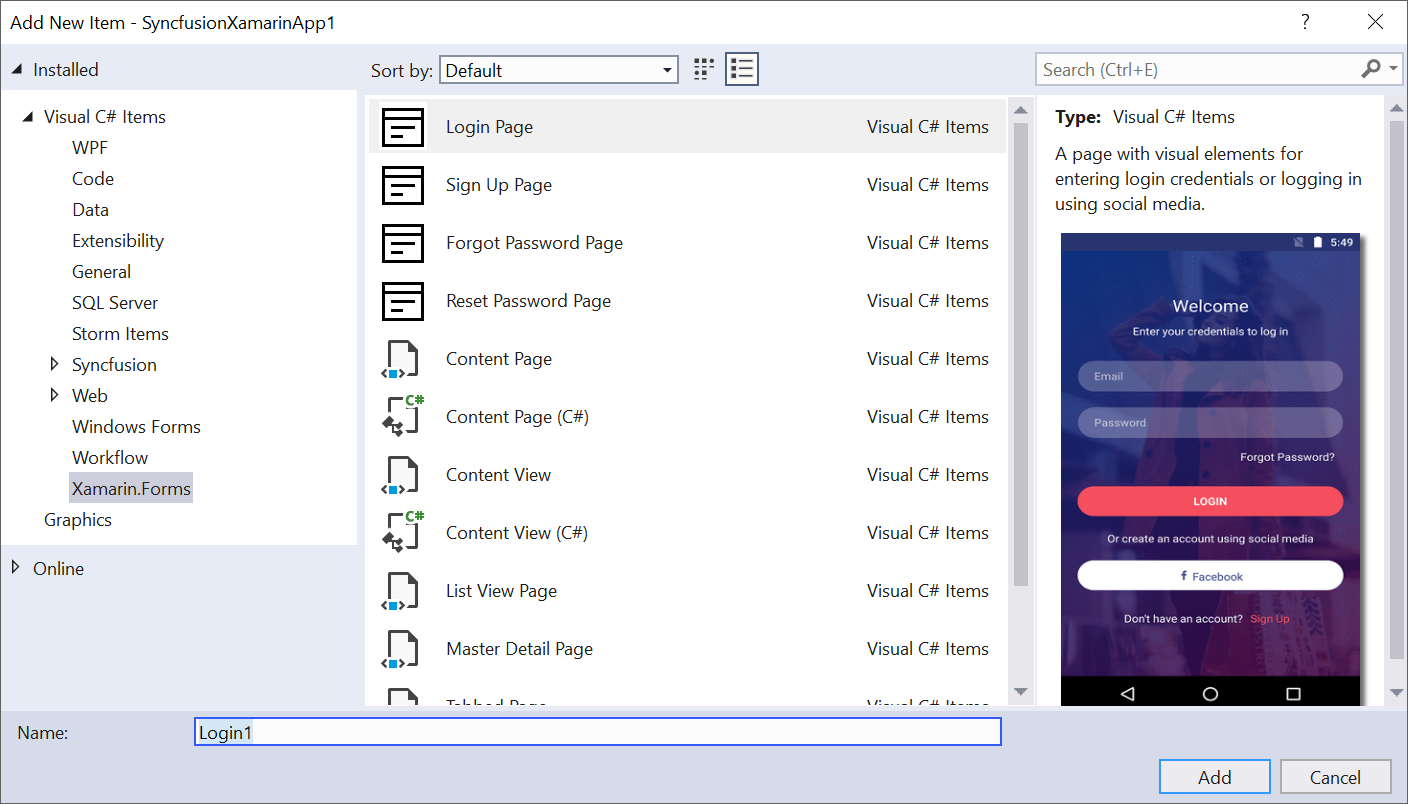 Add New Item - SyncfusionXamarinApp1
?
Installed
Sort by: Default
Search (Ctrl+E)
Visual C# Items
WPF
Code
Data
Extensibility
General
SQL Server
Storm Items
Syncfusion
Web
Windows Forms
Workflow
Xamarin.Forms
Graphics
Online
Login Page Visual C# Items
Sign Up Page Visual C# Items
Forgot Password Page Visual C# Items
Reset Password Page Visual C# Items
Content Page Visual C# Items
C# Content Page (C#) Visual C# Items
Content View Visual C# Items
C# Content View (C#) Visual C# Items
List View Page Visual C# Items
Master Detail Page Visual C# Items
Tabbed Page Visual C# Items
Type: Visual C# Items
A page with visual elements for
entering login credentials or logging in
using social media.
5:49
Welcome
Enter your credentials to log in
Email
Password
Forgot Password?
LOGIN
Or create an account using social media
f Facebook
Don't have an account? Sign Up
Name: Login1
Add Cancel